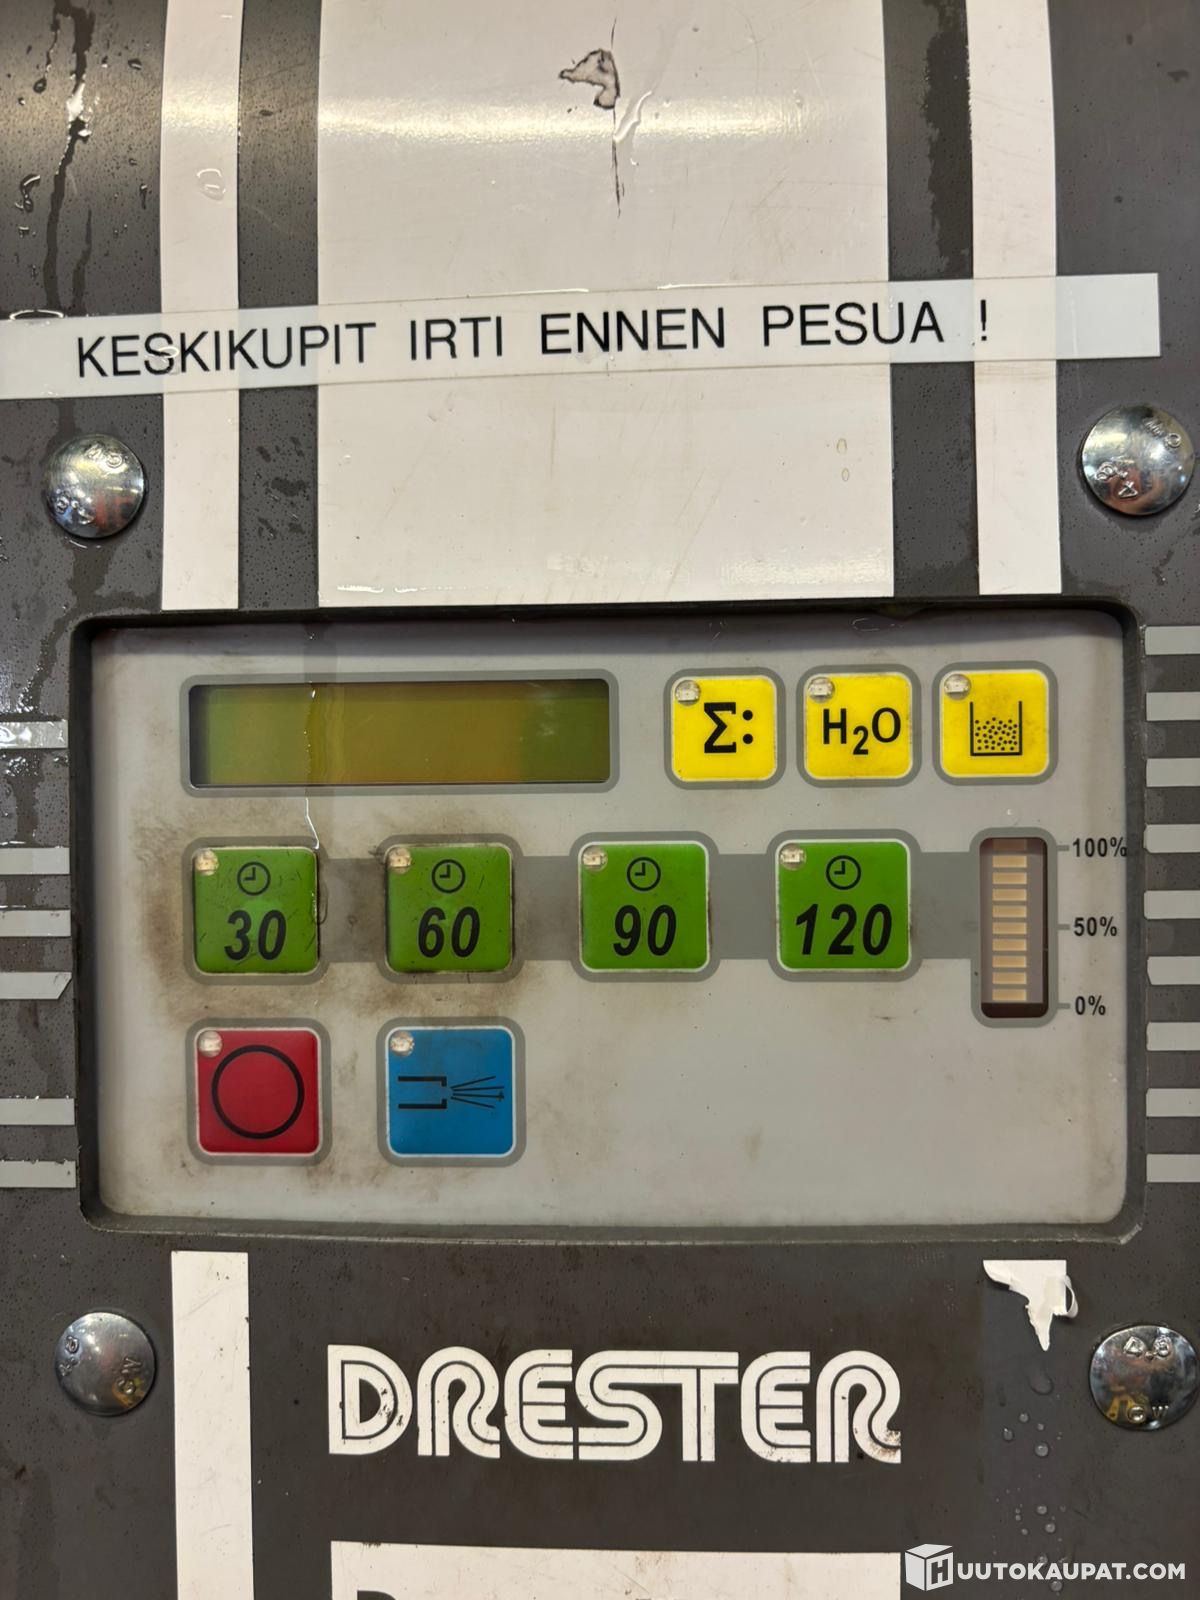 KESKIKUPIT IRTI ENNEN PESUA !
Σ: H₂O
30 60 90 120
100%
50%
0%
DRESTER
HUUTOKAUPAT.COM